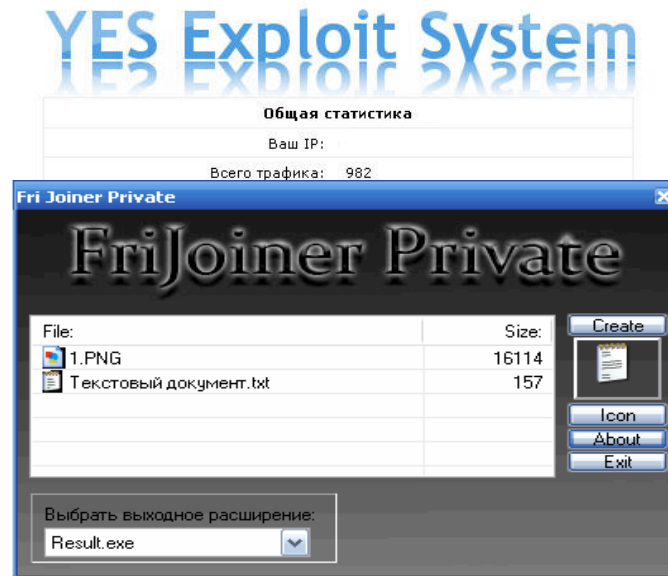 YES Exploit System
Общая статистика
Ваш IP:
Всего трафика: 982
Fri Joiner Private
FriJoiner Private
File: Size:
1.PNG 16114
Текстовый документ.txt 157
Create
Icon
About
Exit
Выбрать выходное расширение:
Result.exe